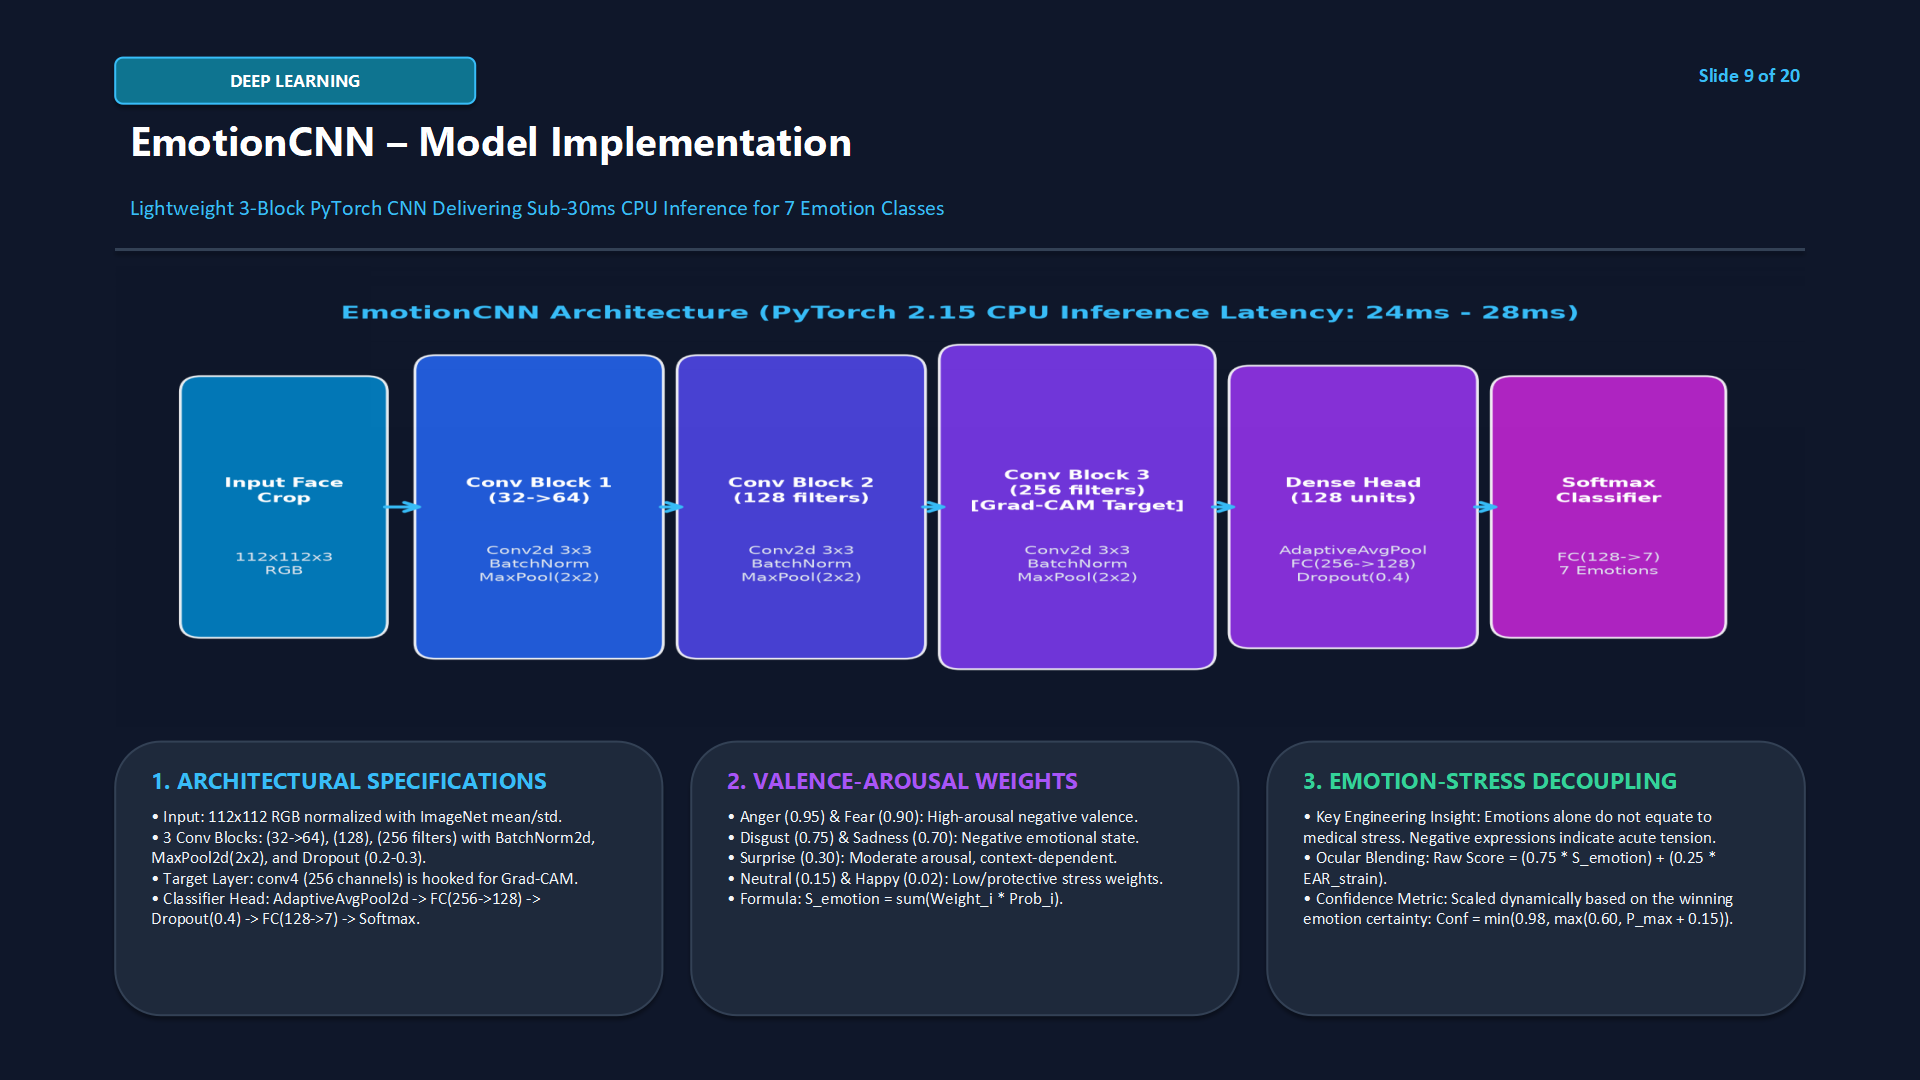 DEEP LEARNING
Slide 9 of 20
EmotionCNN – Model Implementation
Lightweight 3-Block PyTorch CNN Delivering Sub-30ms CPU Inference for 7 Emotion Classes
EmotionCNN Architecture (PyTorch 2.15 CPU Inference Latency: 24ms - 28ms)
Input Face
Crop
112x112x3
RGB
Conv Block 1
(32->64)
Conv2d 3x3
BatchNorm
MaxPool(2x2)
Conv Block 2
(128 filters)
Conv2d 3x3
BatchNorm
MaxPool(2x2)
Conv Block 3
(256 filters)
[Grad-CAM Target]
Conv2d 3x3
BatchNorm
MaxPool(2x2)
Dense Head
(128 units)
AdaptiveAvgPool
FC(256->128)
Dropout(0.4)
Softmax
Classifier
FC(128->7)
7 Emotions
1. ARCHITECTURAL SPECIFICATIONS
• Input: 112x112 RGB normalized with ImageNet mean/std.
• 3 Conv Blocks: (32->64), (128), (256 filters) with BatchNorm2d,
MaxPool2d(2x2), and Dropout (0.2-0.3).
• Target Layer: conv4 (256 channels) is hooked for Grad-CAM.
• Classifier Head: AdaptiveAvgPool2d -> FC(256->128) ->
Dropout(0.4) -> FC(128->7) -> Softmax.
2. VALENCE-AROUSAL WEIGHTS
• Anger (0.95) & Fear (0.90): High-arousal negative valence.
• Disgust (0.75) & Sadness (0.70): Negative emotional state.
• Surprise (0.30): Moderate arousal, context-dependent.
• Neutral (0.15) & Happy (0.02): Low/protective stress weights.
• Formula: S_emotion = sum(Weight_i * Prob_i).
3. EMOTION-STRESS DECOUPLING
• Key Engineering Insight: Emotions alone do not equate to
medical stress. Negative expressions indicate acute tension.
• Ocular Blending: Raw Score = (0.75 * S_emotion) + (0.25 *
EAR_strain).
• Confidence Metric: Scaled dynamically based on the winning
emotion certainty: Conf = min(0.98, max(0.60, P_max + 0.15)).